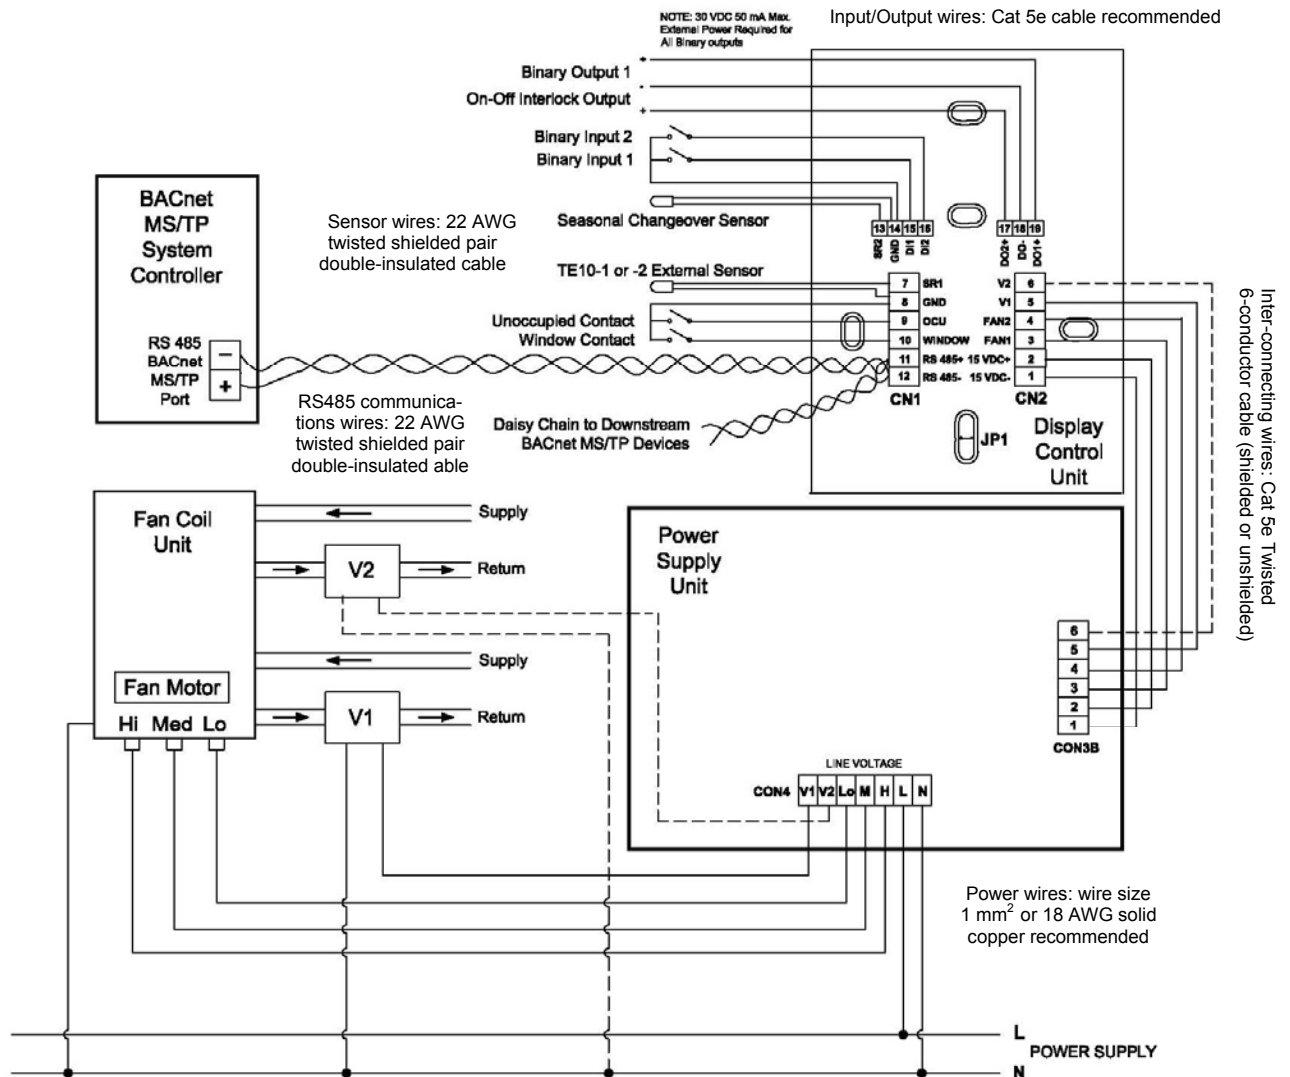 NOTE: 30 VDC 50 mA Max.
External Power Required for
All Binary outputs
Input/Output wires: Cat 5e cable recommended
+
Binary Output 1
-
On-Off Interlock Output
+
Binary Input 2
Binary Input 1
Seasonal Changeover Sensor
TE10-1 or -2 External Sensor
Unoccupied Contact
Window Contact
BACnet
MS/TP
System
Controller
RS 485
BACnet
MS/TP
Port
−
+
Sensor wires: 22 AWG
twisted shielded pair
double-insulated cable
RS485 communica-
tions wires: 22 AWG
twisted shielded pair
double-insulated able
Daisy Chain to Downstream
BACnet MS/TP Devices
13 14 15 16
SR2
GND
DI1
DI2
17 18 19
DO2+
DO-
DO1+
7 SR1
8 GND
9 OCU
10 WINDOW
11 RS 485+
12 RS 485-
CN1
V2 6
V1 5
FAN2 4
FAN1 3
15 VDC+ 2
15 VDC- 1
CN2
JP1
Display
Control
Unit
Inter-connecting wires: Cat 5e Twisted
6-conductor cable (shielded or unshielded)
Fan Coil
Unit
Supply
V2
Return
Supply
V1
Return
Fan Motor
Hi Med Lo
Power
Supply
Unit
6
5
4
3
2
1
CON3B
LINE VOLTAGE
CON4 V1 V2 Lo M H L N
Power wires: wire size
1 mm² or 18 AWG solid
copper recommended
L
POWER SUPPLY
N